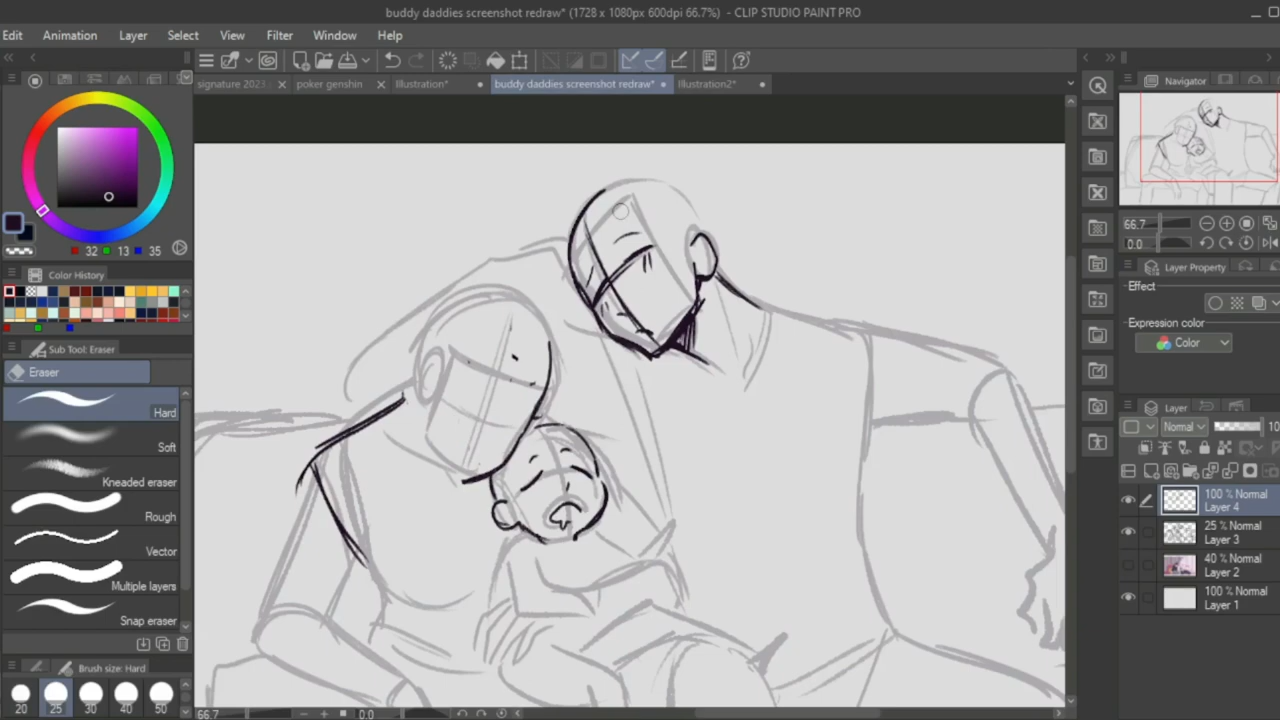 buddy daddies screenshot redraw* (1728 x 1080px 600dpi 66.7%) - CLIP STUDIO PAINT PRO
Edit Animation Layer Select View Filter Window Help
signature 2023 poker genshin Illustration* buddy daddies screenshot redraw* Illustration2*
Navigator
66.7
0.0
32 13 35
Color History
Sub Tool: Eraser
Eraser
Hard
Soft
Kneaded eraser
Rough
Vector
Multiple layers
Snap eraser
Brush size: Hard
20 25 30 40 50
Layer Property
Effect
Expression color
Color
Layer
Normal 10
100 % Normal
Layer 4
25 % Normal
Layer 3
40 % Normal
Layer 2
100 % Normal
Layer 1
66.7 0.0